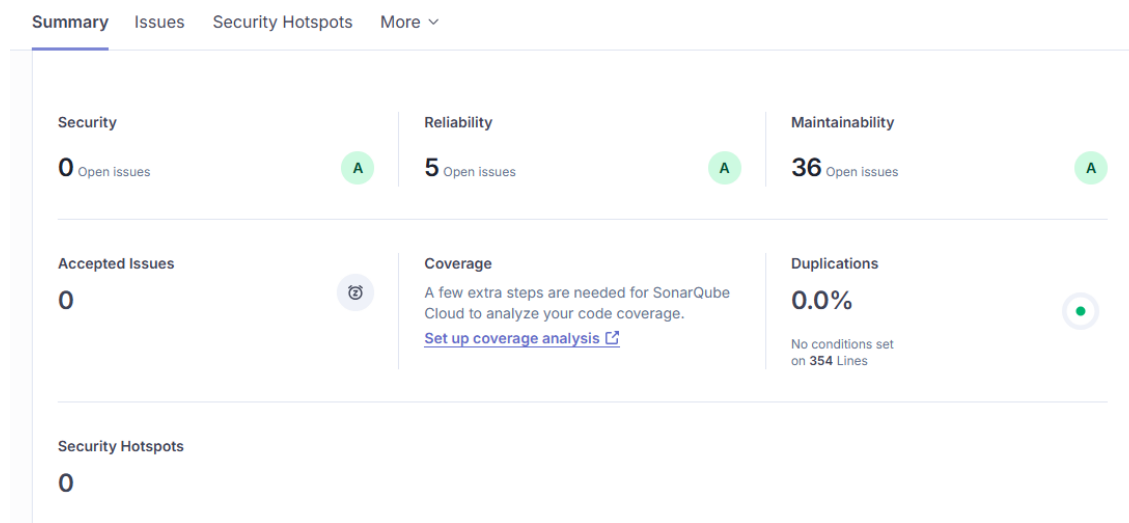 Summary Issues Security Hotspots More
Security
0 Open issues
A
Reliability
5 Open issues
A
Maintainability
36 Open issues
A
Accepted Issues
0
Coverage
A few extra steps are needed for SonarQube
Cloud to analyze your code coverage.
Set up coverage analysis
Duplications
0.0%
No conditions set
on 354 Lines
Security Hotspots
0